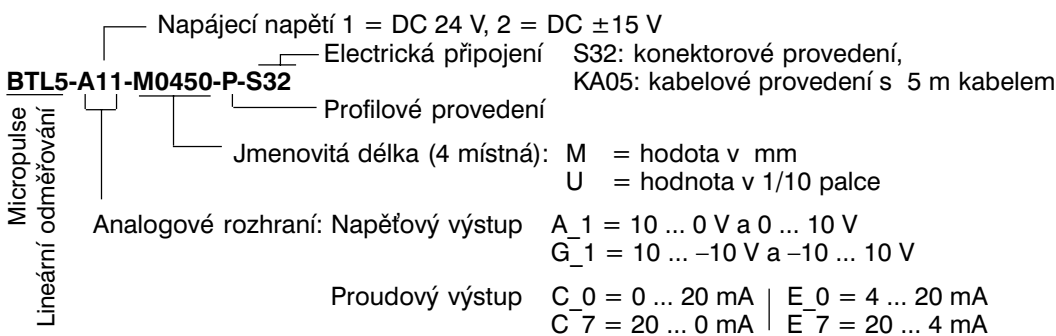 Napájecí napětí 1 = DC 24 V, 2 = DC ±15 V
Electrická připojení S32: konektorové provedení,
BTL5-A11-M0450-P-S32 KA05: kabelové provedení s 5 m kabelem
Profilové provedení
Micropulse
Lineární odměřování
Jmenovitá délka (4 místná): M = hodota v mm
U = hodnota v 1/10 palce
Analogové rozhraní: Napěťový výstup A_1 = 10 ... 0 V a 0 ... 10 V
G_1 = 10 ... –10 V a –10 ... 10 V
Proudový výstup C_0 = 0 ... 20 mA | E_0 = 4 ... 20 mA
C_7 = 20 ... 0 mA | E_7 = 20 ... 4 mA